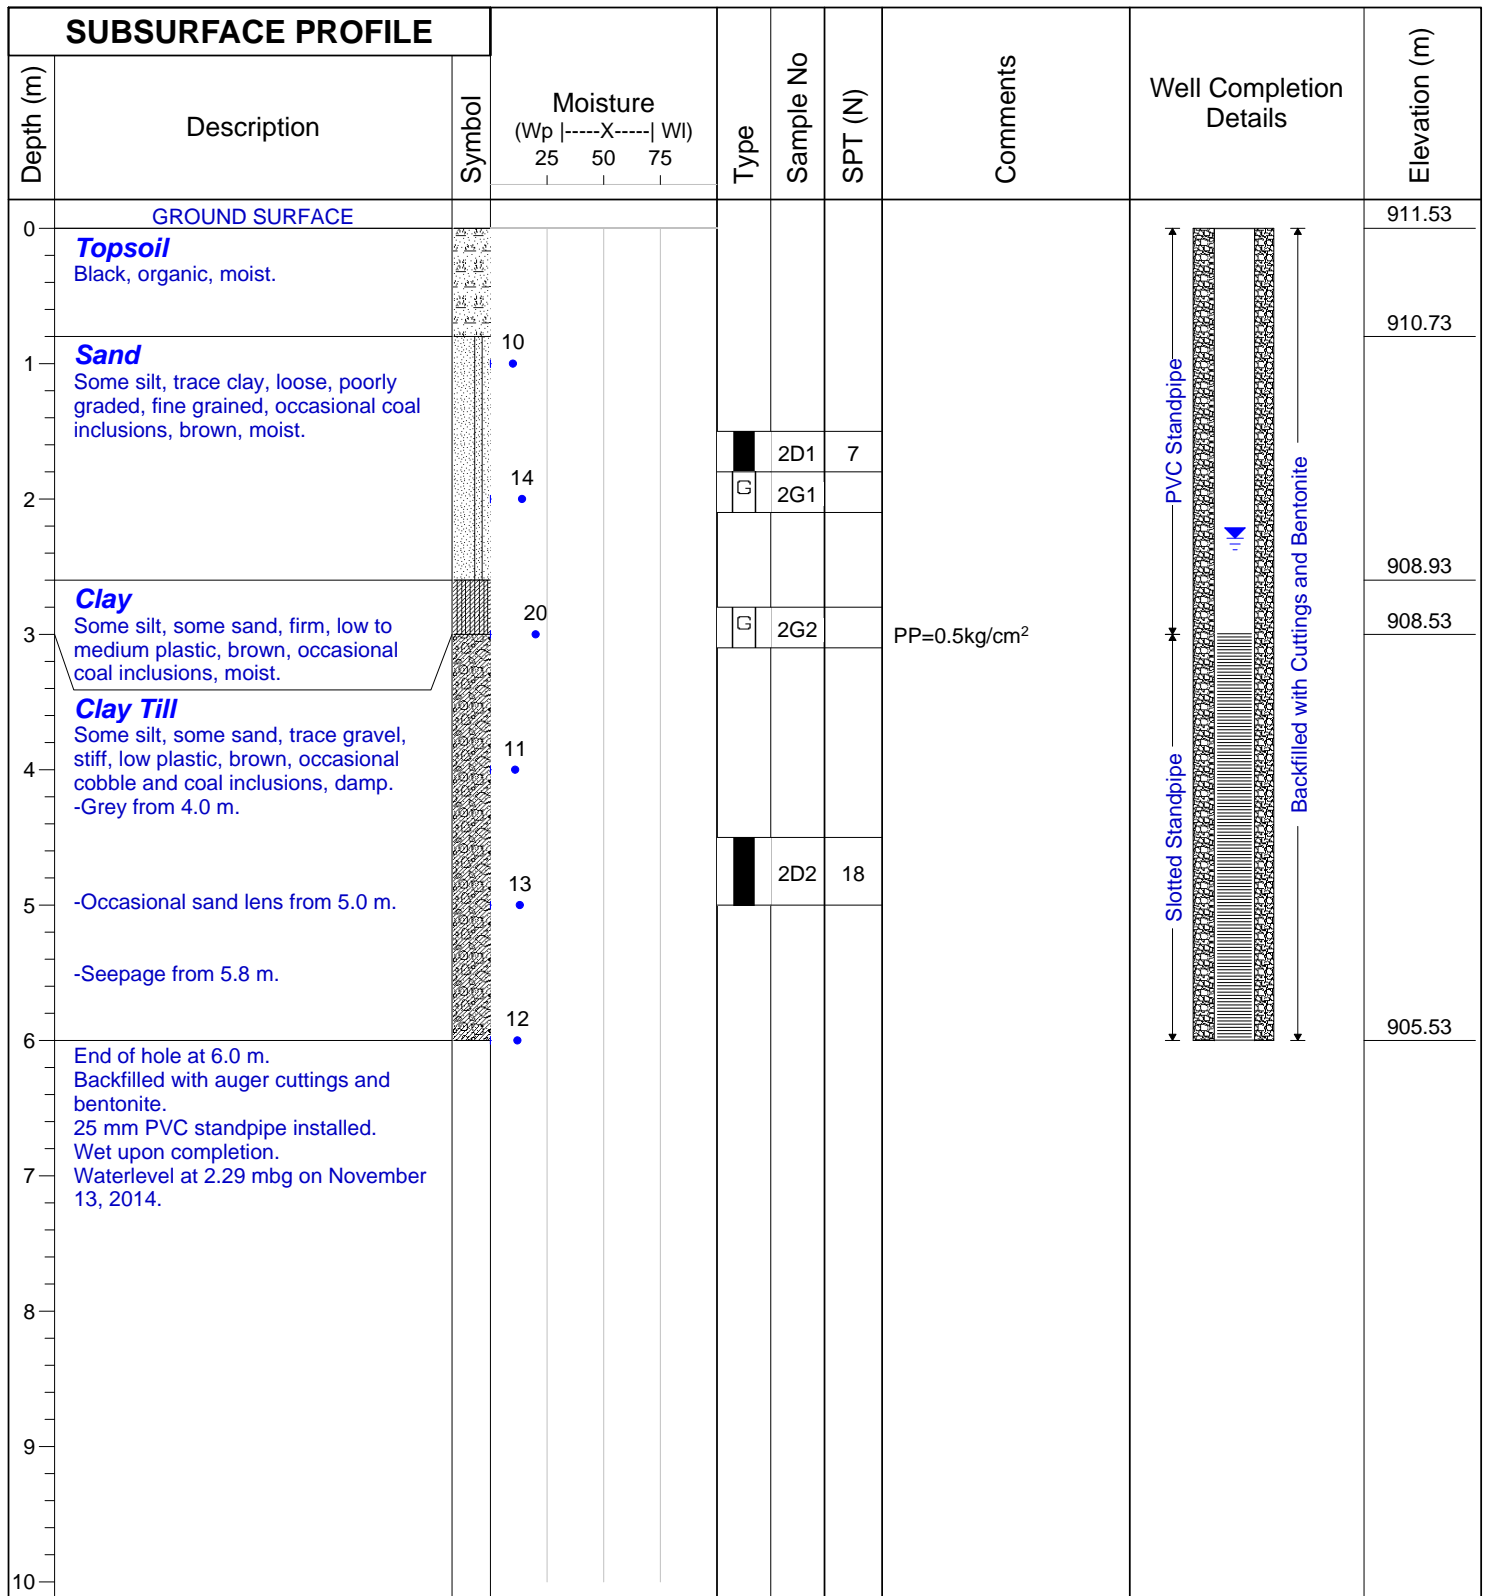 SUBSURFACE PROFILE
Depth (m)
Description
Symbol
Moisture
(Wp |-----X-----| Wl)
25 50 75
Type
Sample No
SPT (N)
Comments
Well Completion
Details
Elevation (m)
GROUND SURFACE
911.53
0
Topsoil
Black, organic, moist.
910.73
Sand
10
1
Some silt, trace clay, loose, poorly
graded, fine grained, occasional coal
inclusions, brown, moist.
2D1 7
14
G 2G1
2
PVC Standpipe
Backfilled with Cuttings and Bentonite
908.93
Clay
20
Some silt, some sand, firm, low to
medium plastic, brown, occasional
coal inclusions, moist.
G 2G2
908.53
3
PP=0.5kg/cm²
Clay Till
Some silt, some sand, trace gravel,
stiff, low plastic, brown, occasional
cobble and coal inclusions, damp.
-Grey from 4.0 m.
11
4
Slotted Standpipe
2D2 18
13
-Occasional sand lens from 5.0 m.
5
-Seepage from 5.8 m.
12
905.53
6
End of hole at 6.0 m.
Backfilled with auger cuttings and
bentonite.
25 mm PVC standpipe installed.
Wet upon completion.
Waterlevel at 2.29 mbg on November
13, 2014.
7
8
9
10